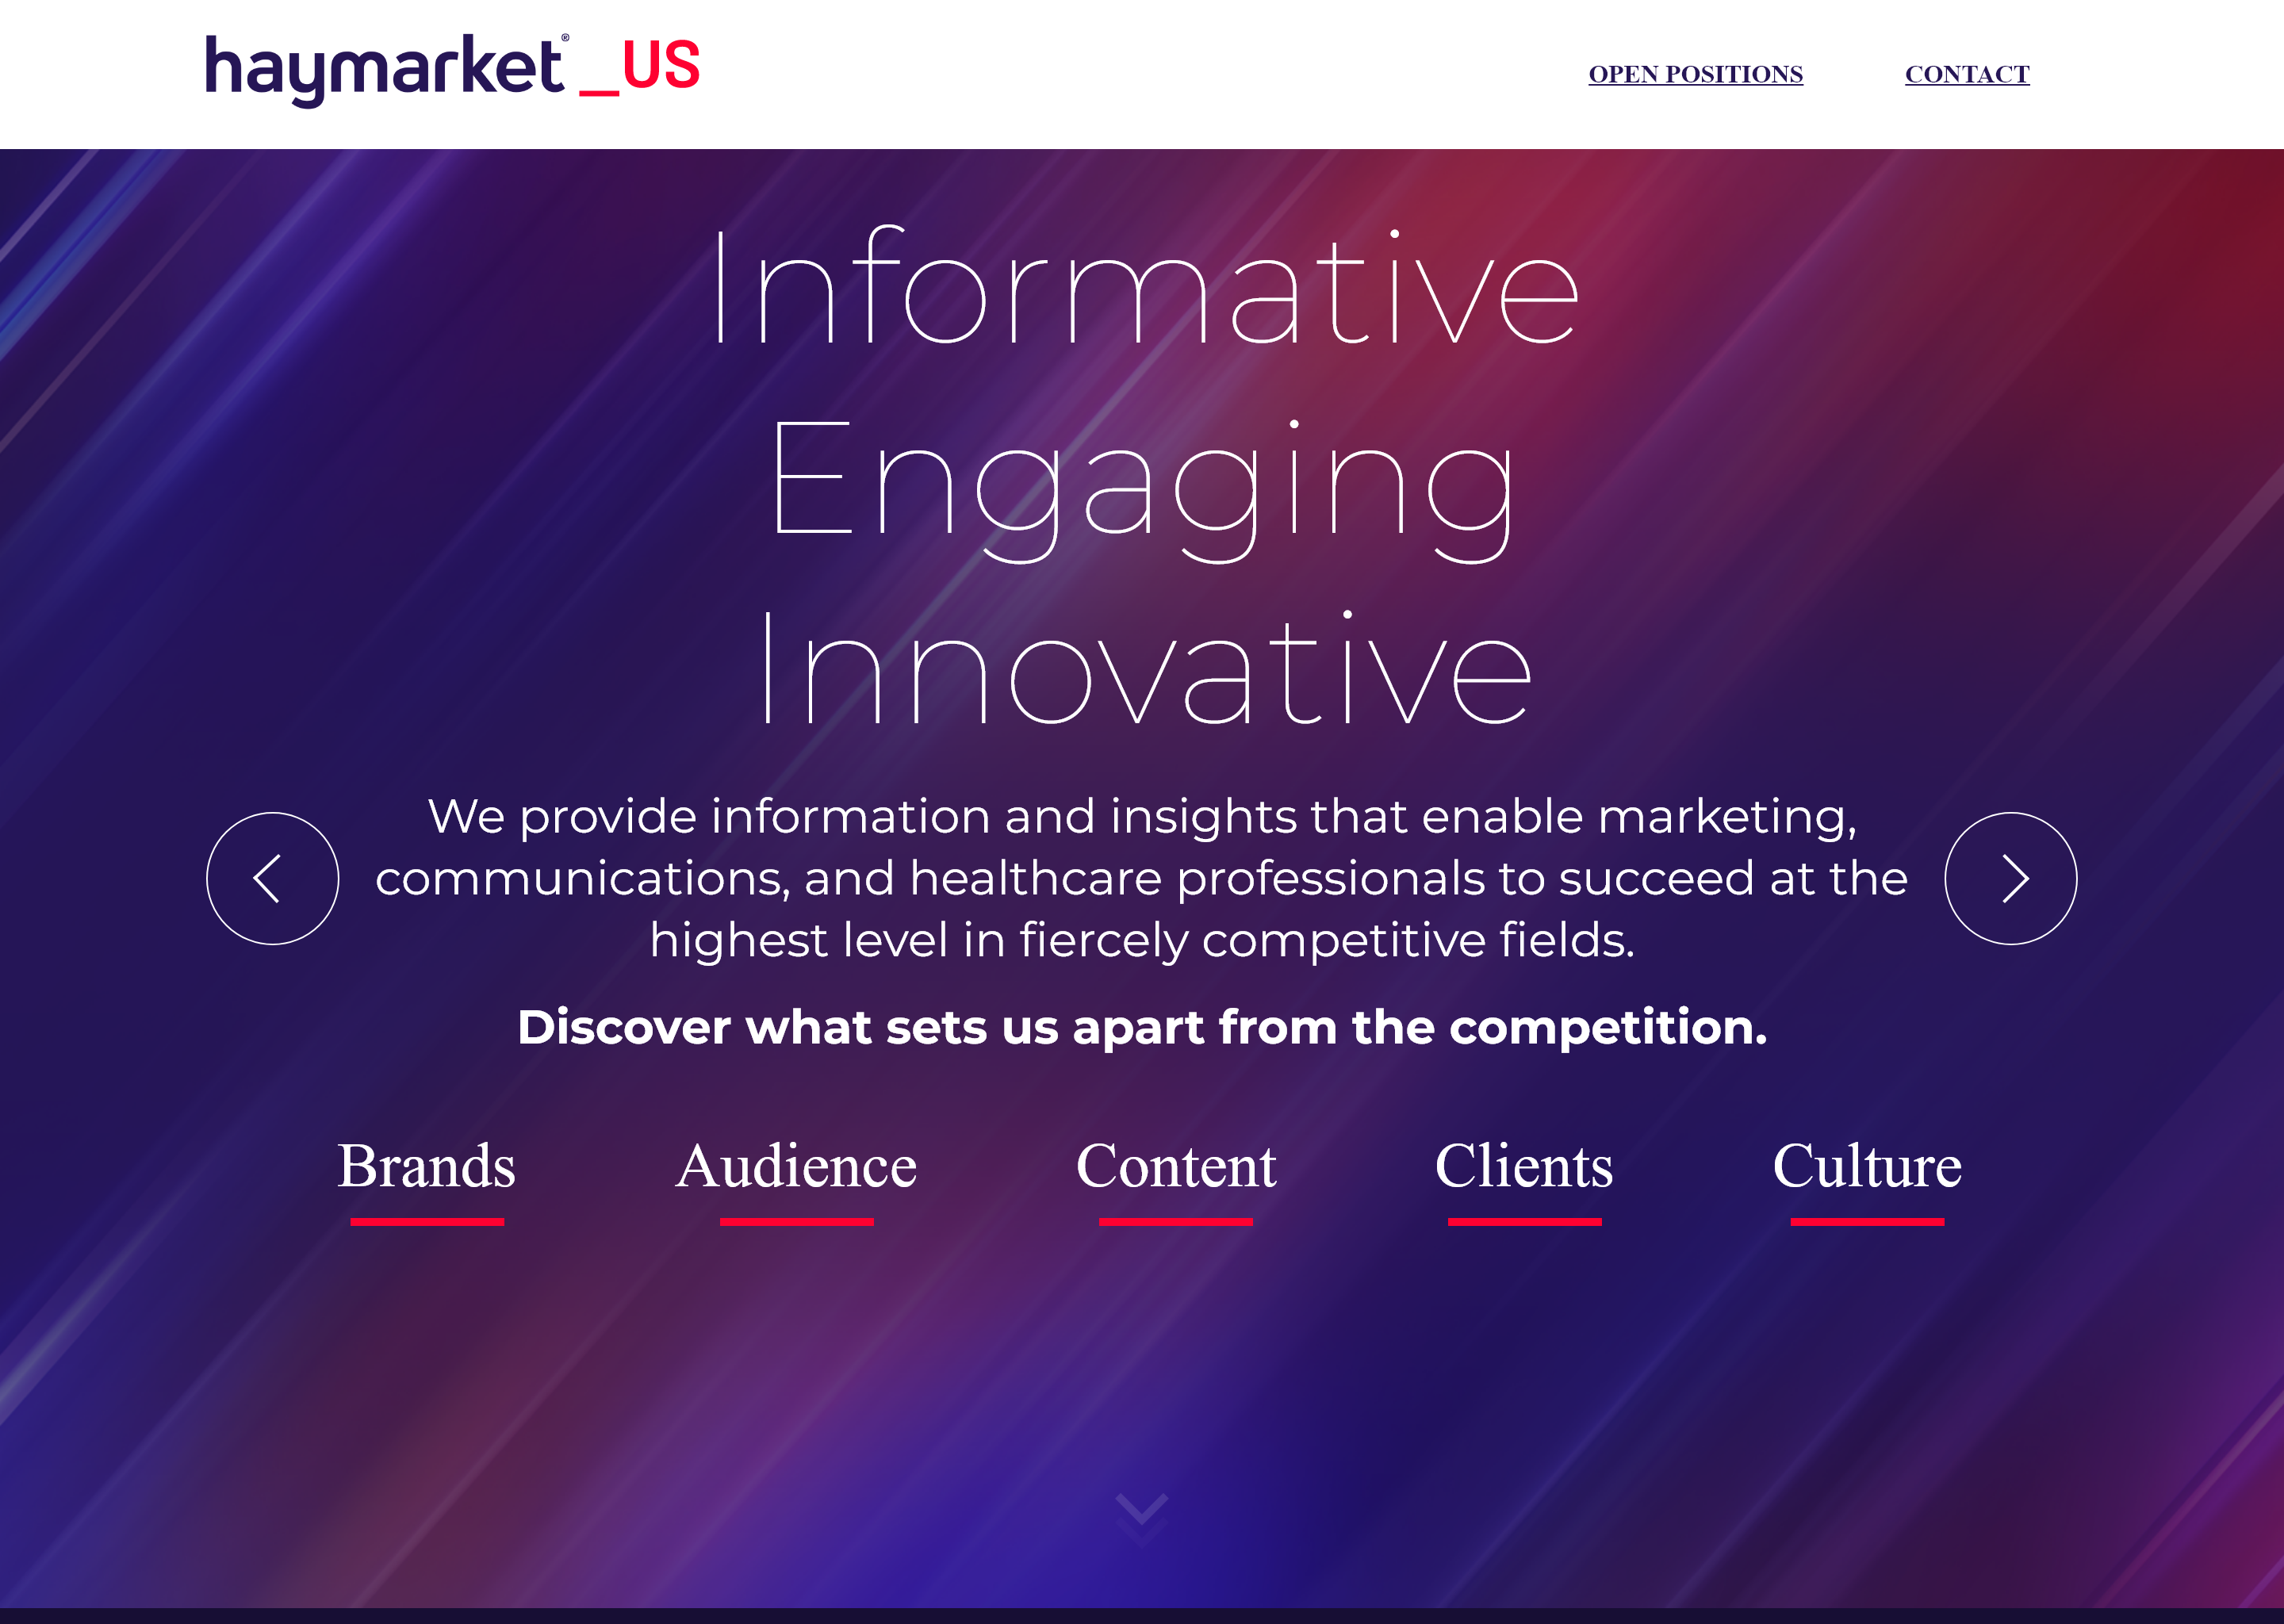 haymarket® _US
OPEN POSITIONS CONTACT
Informative
Engaging
Innovative
We provide information and insights that enable marketing,
communications, and healthcare professionals to succeed at the
highest level in fiercely competitive fields.
Discover what sets us apart from the competition.
Brands Audience Content Clients Culture